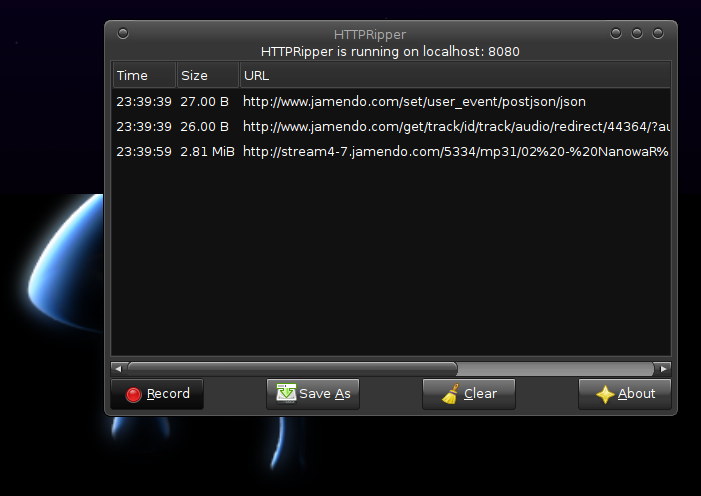 HTTPRipper
HTTPRipper is running on localhost: 8080
Time Size URL
23:39:39 27.00 B http://www.jamendo.com/set/user_event/postjson/json
23:39:39 26.00 B http://www.jamendo.com/get/track/id/track/audio/redirect/44364/?au
23:39:59 2.81 MiB http://stream4-7.jamendo.com/5334/mp31/02%20-%20NanowaR%
Record Save As Clear About